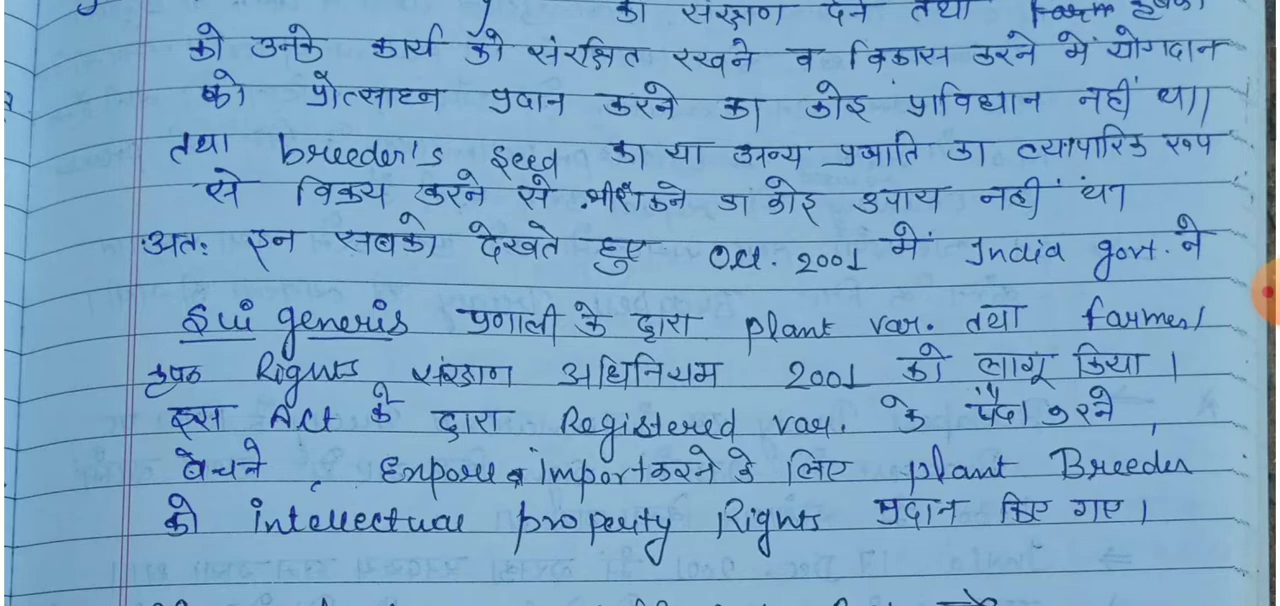 का संरक्षण देने तथा Farm कृषक
को उनके कार्य को संरक्षित रखने व विकास करने में योगदान
को प्रोत्साहन प्रदान करने का कोइ प्राविधान नहीं था।
तथा breeder's seed का या अन्य प्रजाति का व्यापारिक रूप
से विक्रय करने से का कोइ उपाय नहीं था
अतः इन सबको देखते हुए Oct. 2001 में India govt. ने
Sui generis प्रणाली के द्वारा plant var. तथा farmer/
कृषक Rights संरक्षण अधिनियम 2001 को लागू किया।
इस Act के द्वारा Registered var. के पैदा करने,
बेचने, Export व import करने के लिए plant Breeder
को intellectual property Rights प्रदान किए गए।